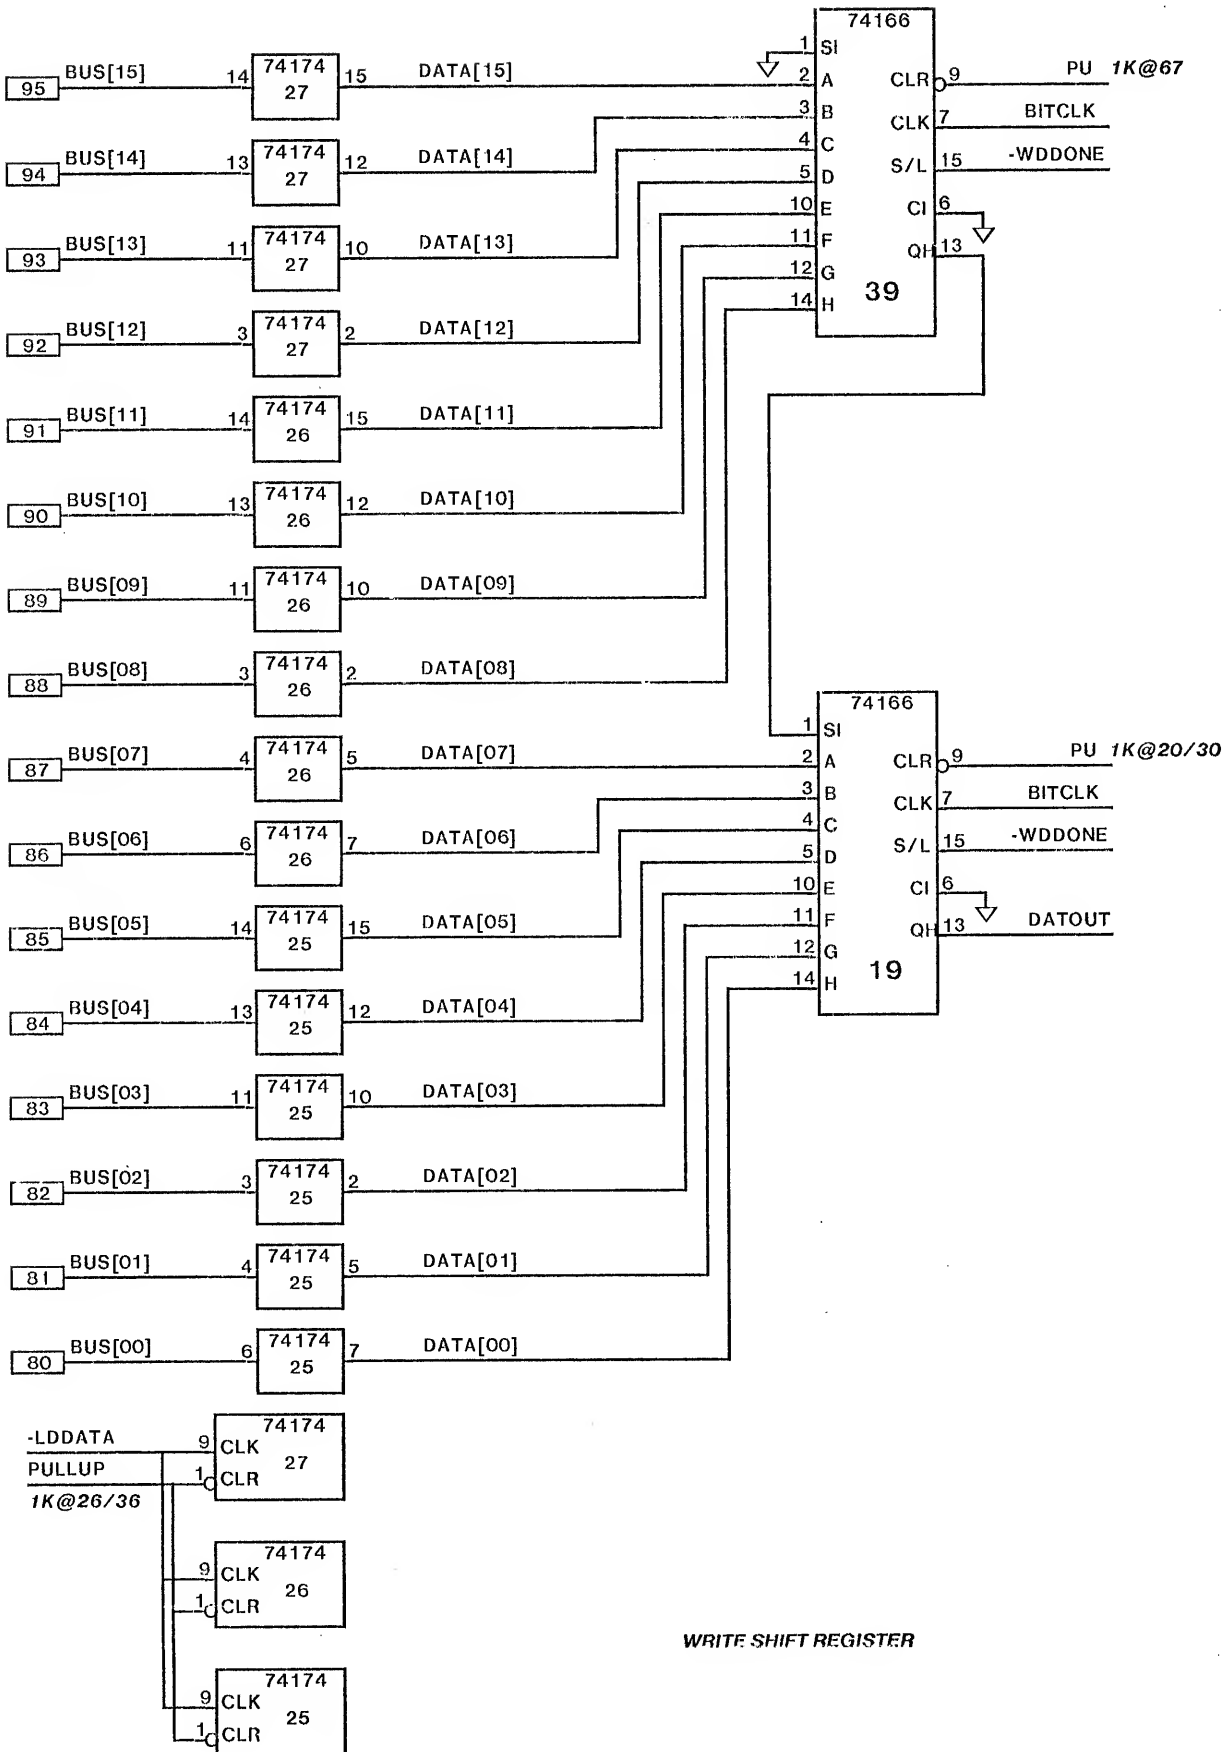 74166
1 SI
95 BUS[15] 14 74174 27 15 DATA[15] 2 A CLR 9 PU 1K@67
3 B CLK 7 BITCLK
94 BUS[14] 13 74174 27 12 DATA[14] 4 C S/L 15 -WDDONE
5 D
10 E CI 6
93 BUS[13] 11 74174 27 10 DATA[13] 11 F QH 13
12 G
14 H 39
92 BUS[12] 3 74174 27 2 DATA[12]
91 BUS[11] 14 74174 26 15 DATA[11]
90 BUS[10] 13 74174 26 12 DATA[10]
89 BUS[09] 11 74174 26 10 DATA[09]
88 BUS[08] 3 74174 26 2 DATA[08]
74166
1 SI
87 BUS[07] 4 74174 26 5 DATA[07] 2 A CLR 9 PU 1K@20/30
3 B CLK 7 BITCLK
86 BUS[06] 6 74174 26 7 DATA[06] 4 C S/L 15 -WDDONE
5 D
10 E CI 6
85 BUS[05] 14 74174 25 15 DATA[05] 11 F QH 13 DATOUT
12 G
14 H 19
84 BUS[04] 13 74174 25 12 DATA[04]
83 BUS[03] 11 74174 25 10 DATA[03]
82 BUS[02] 3 74174 25 2 DATA[02]
81 BUS[01] 4 74174 25 5 DATA[01]
80 BUS[00] 6 74174 25 7 DATA[00]
74174
-LDDATA 9 CLK 27
PULLUP 1 CLR
1K@26/36
74174
9 CLK 26
1 CLR
WRITE SHIFT REGISTER
74174
9 CLK 25
1 CLR